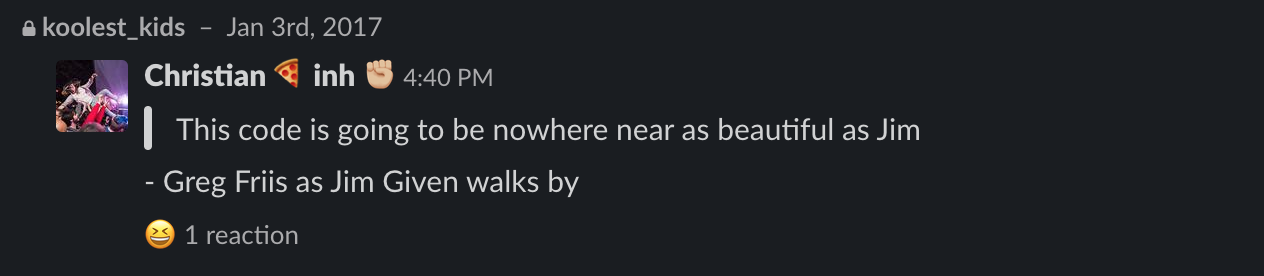 koolest_kids – Jan 3rd, 2017
Christian 🍕 inh ✊🏼 4:40 PM
This code is going to be nowhere near as beautiful as Jim
- Greg Friis as Jim Given walks by
😆 1 reaction